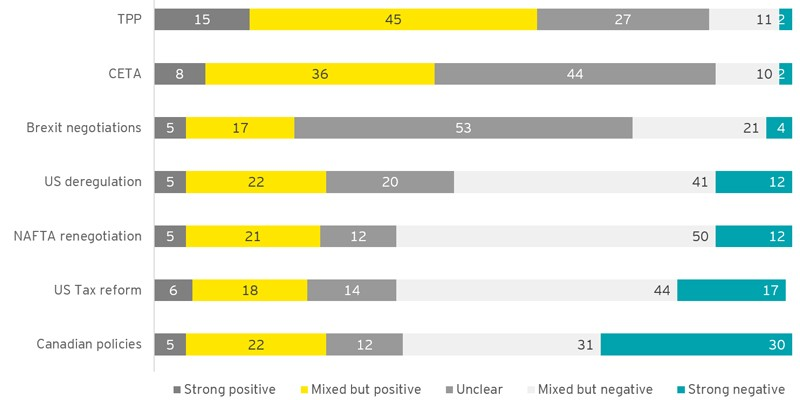 TPP 15 45 27 11 2
CETA 8 36 44 10 2
Brexit negotiations 5 17 53 21 4
US deregulation 5 22 20 41 12
NAFTA renegotiation 5 21 12 50 12
US Tax reform 6 18 14 44 17
Canadian policies 5 22 12 31 30
Strong positive Mixed but positive Unclear Mixed but negative Strong negative